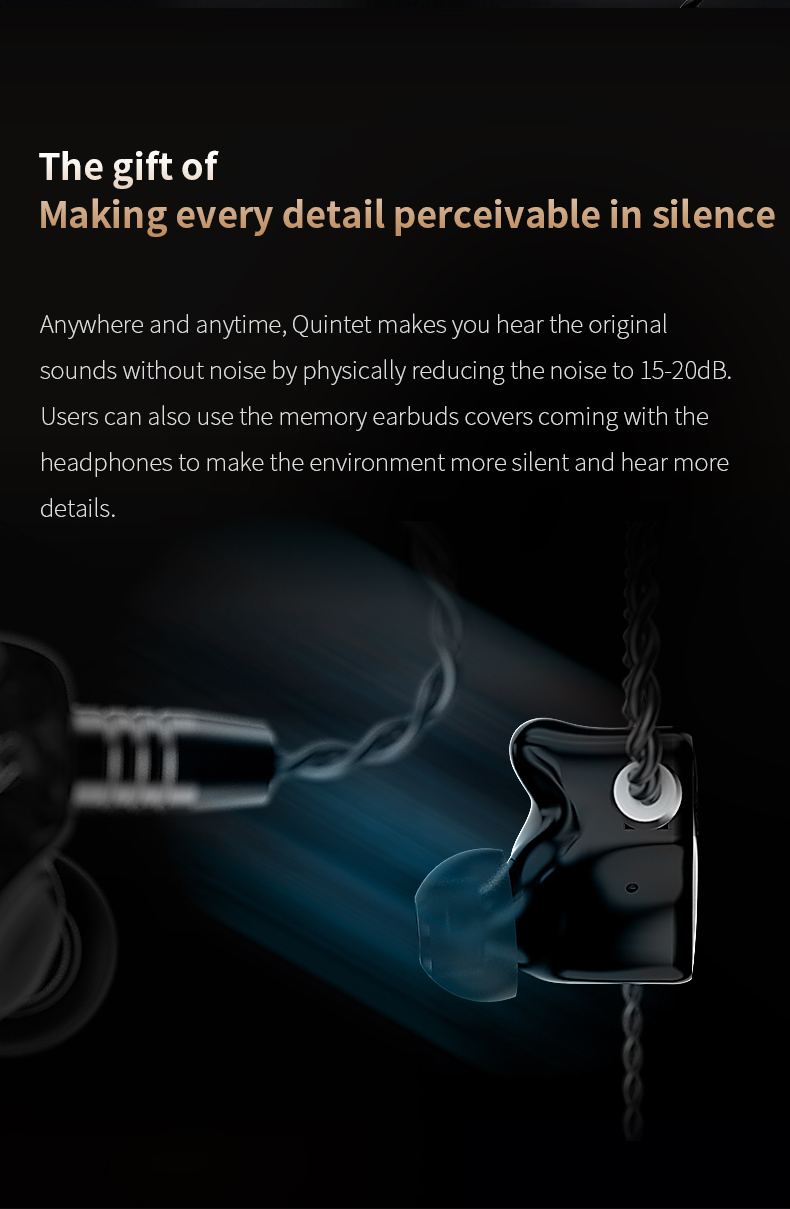 The gift of
Making every detail perceivable in silence
Anywhere and anytime, Quintet makes you hear the original
sounds without noise by physically reducing the noise to 15-20dB.
Users can also use the memory earbuds covers coming with the
headphones to make the environment more silent and hear more
details.